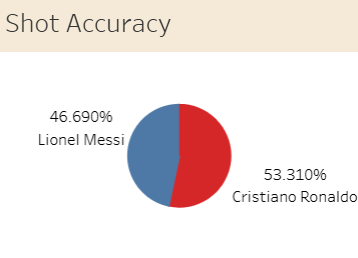 Shot Accuracy
46.690%
Lionel Messi
53.310%
Cristiano Ronaldo